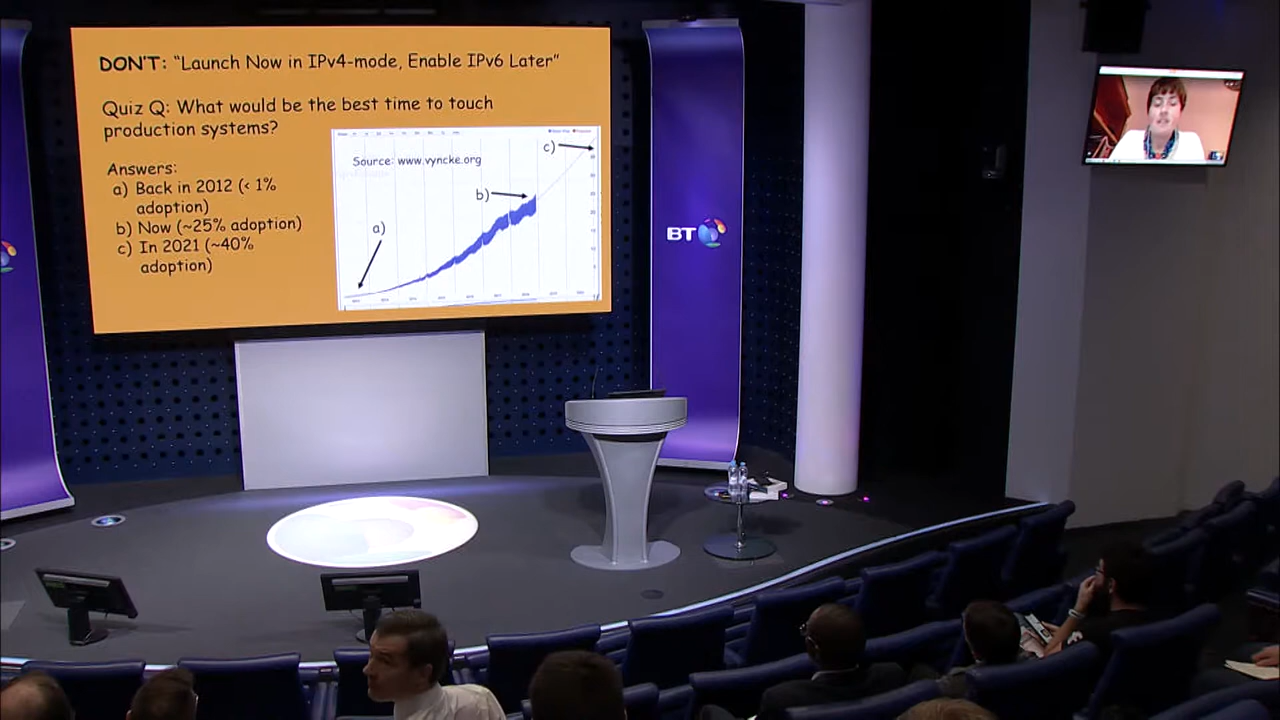 DON'T: “Launch Now in IPv4-mode, Enable IPv6 Later”
Quiz Q: What would be the best time to touch
production systems?
Answers:
a) Back in 2012 (< 1%
adoption)
b) Now (~25% adoption)
c) In 2021 (~40%
adoption)
Source: www.vyncke.org
c)
b)
a)
BT